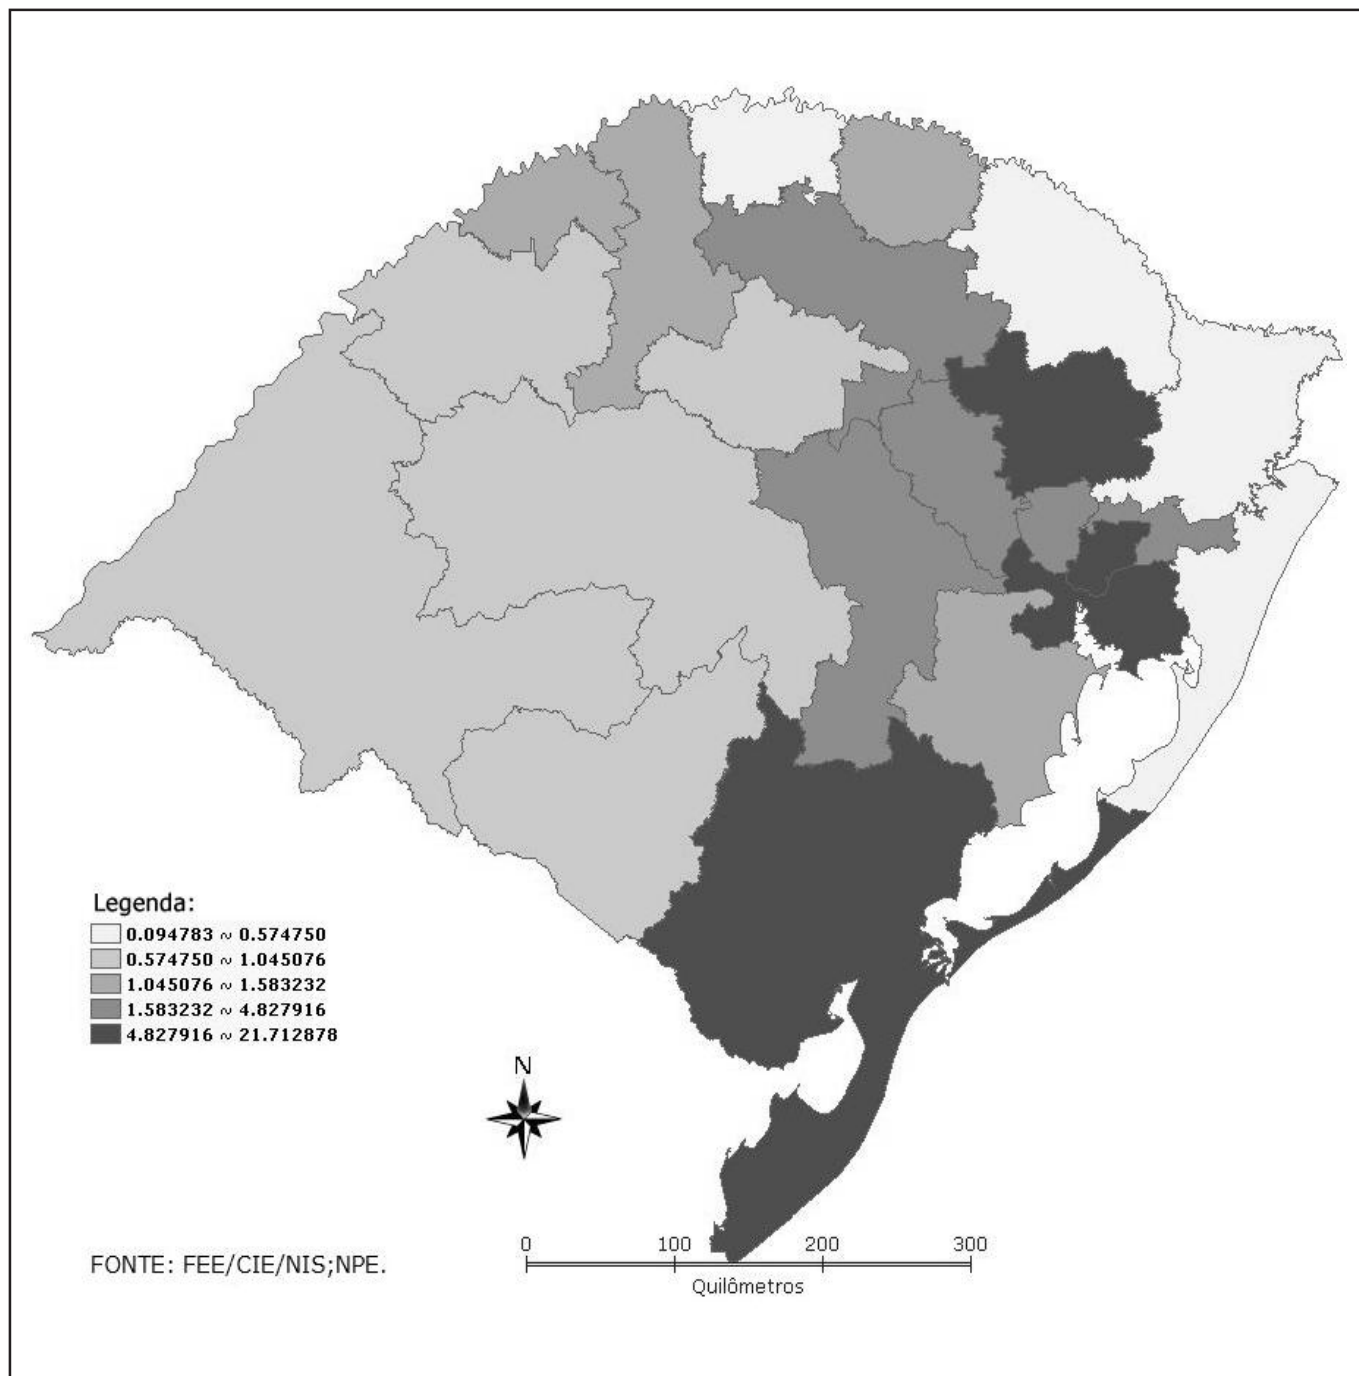 Legenda:
0.094783 ~ 0.574750
0.574750 ~ 1.045076
1.045076 ~ 1.583232
1.583232 ~ 4.827916
4.827916 ~ 21.712878
N
FONTE: FEE/CIE/NIS;NPE.
0 100 200 300
Quilômetros